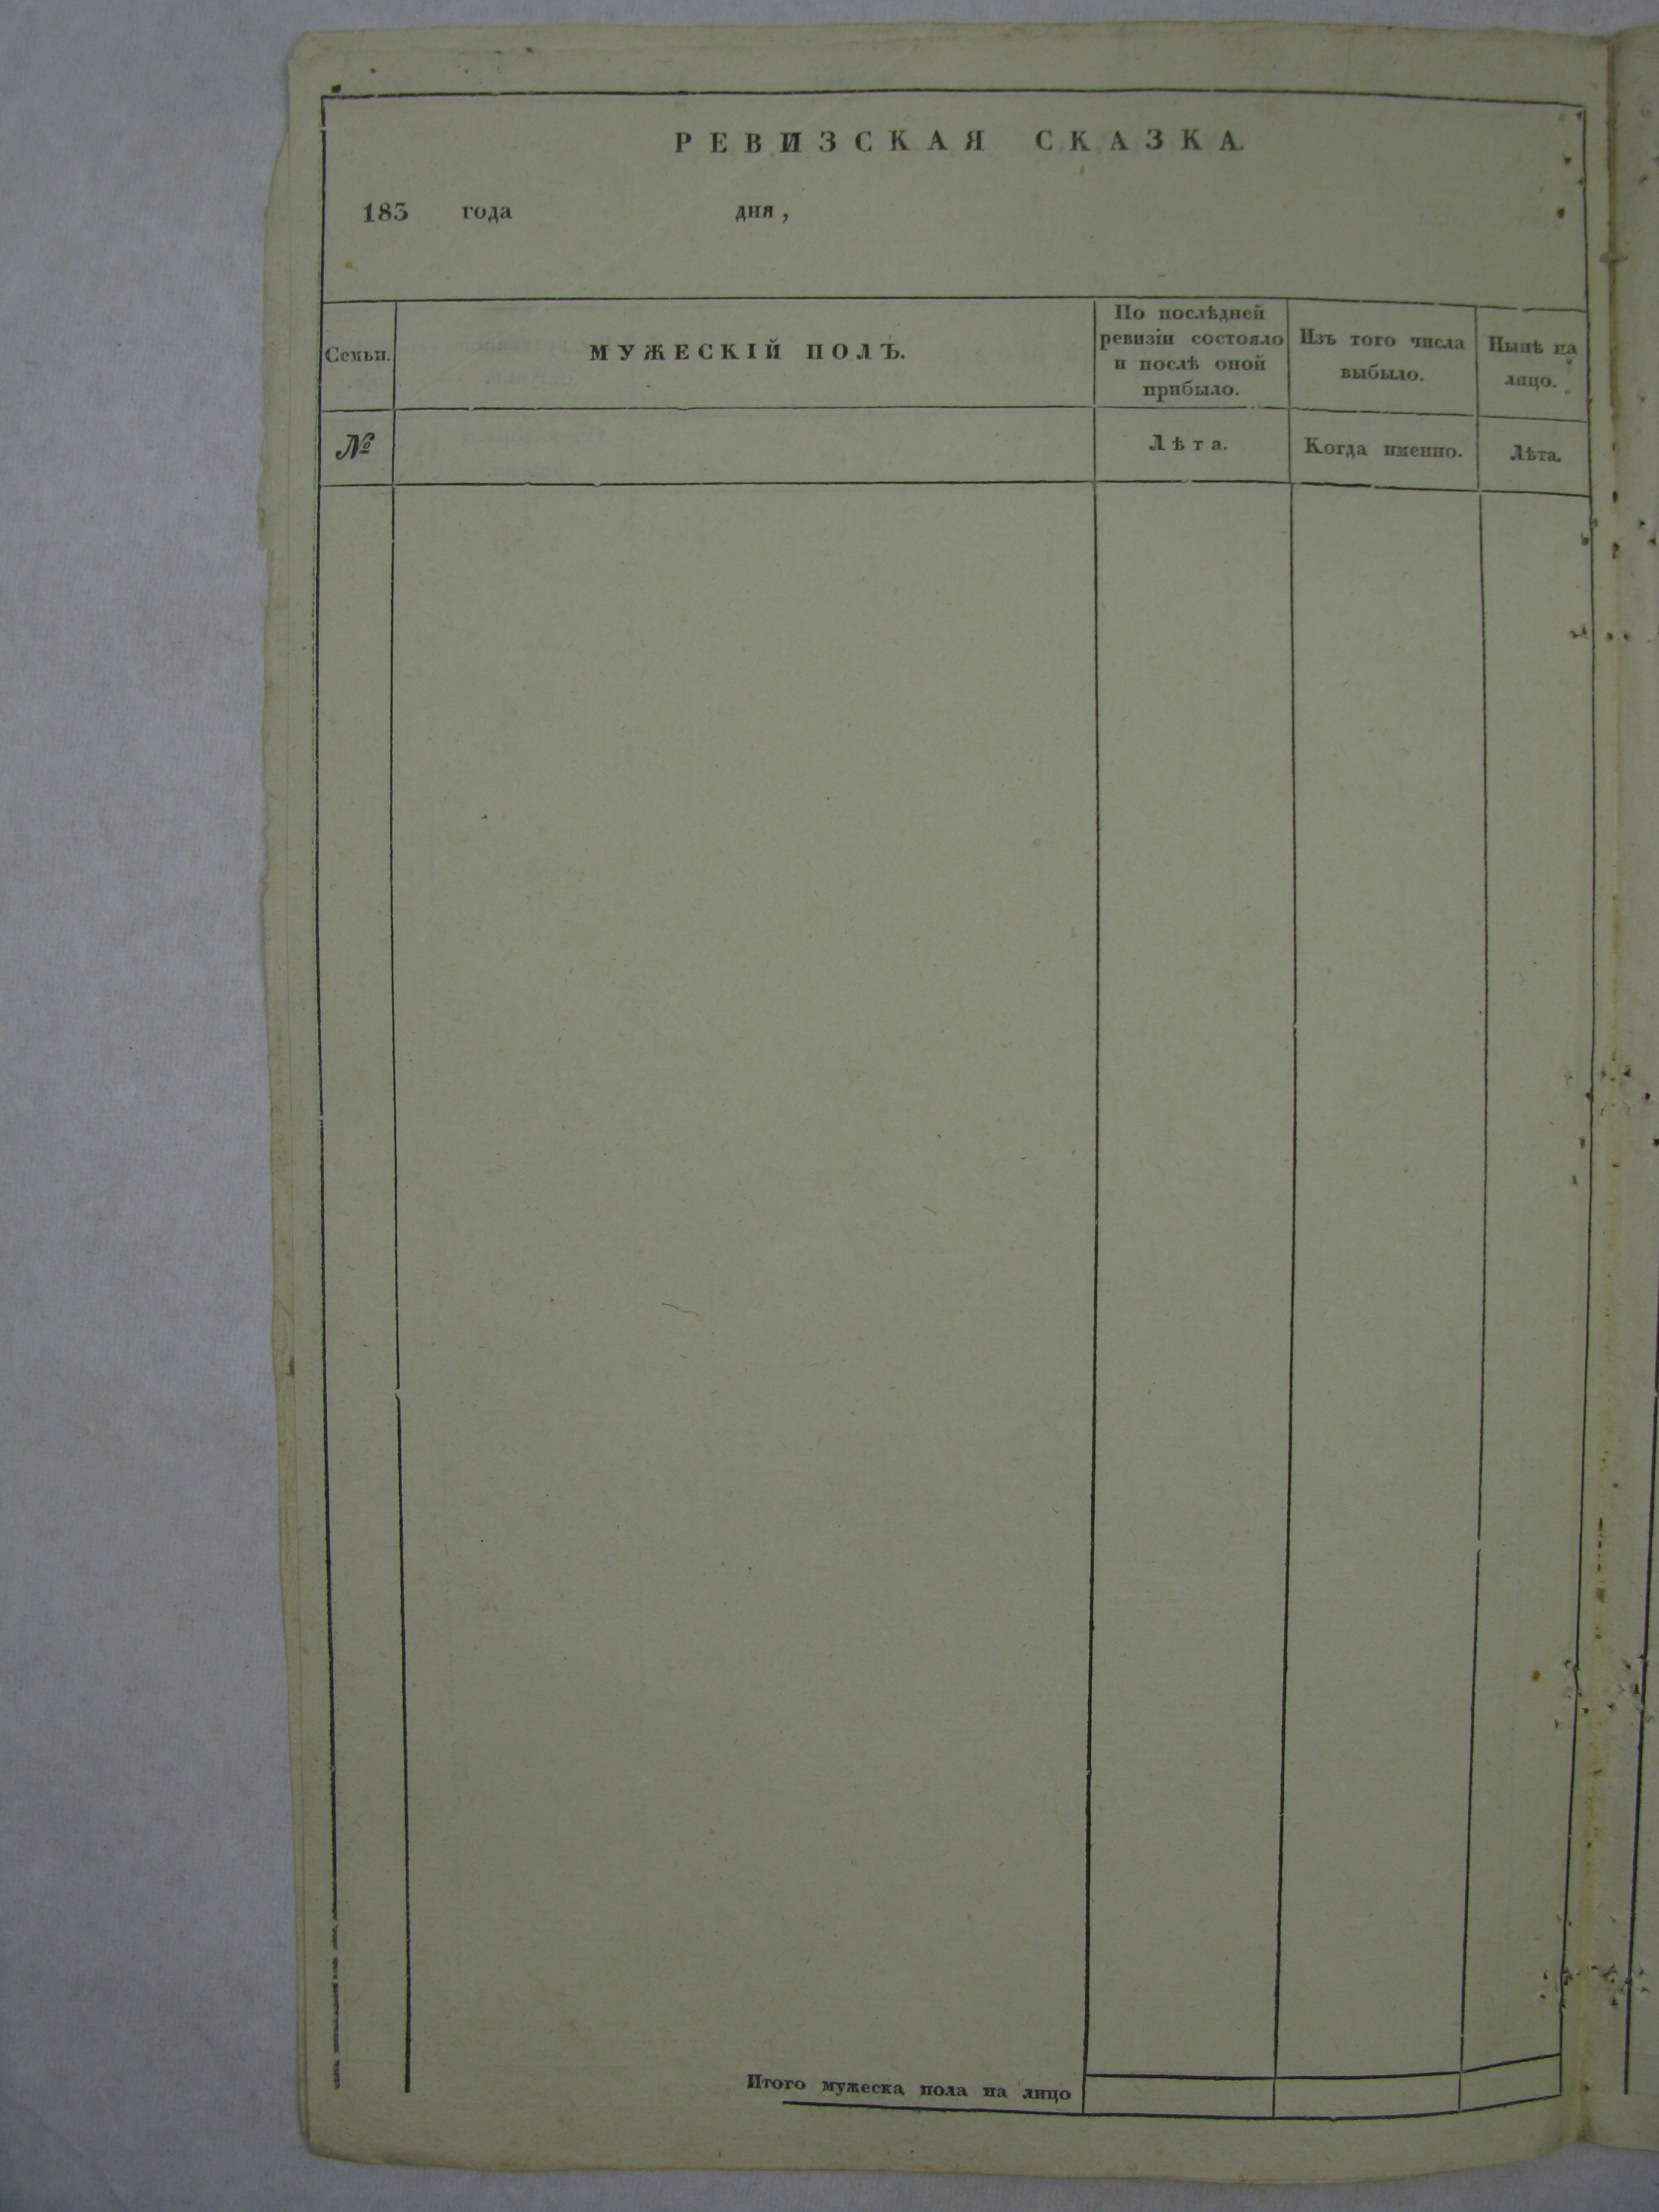 РЕВИЗСКАЯ СКАЗКА.
183 года дня,
Семьи.
МУЖЕСКІЙ ПОЛЪ.
По послѣдней
ревизіи состояло
и послѣ оной
прибыло.
Изъ того числа
выбыло.
Нынѣ на
лицо.
№
Лѣта.
Когда именно.
Лѣта.
Итого мужеска пола на лицо